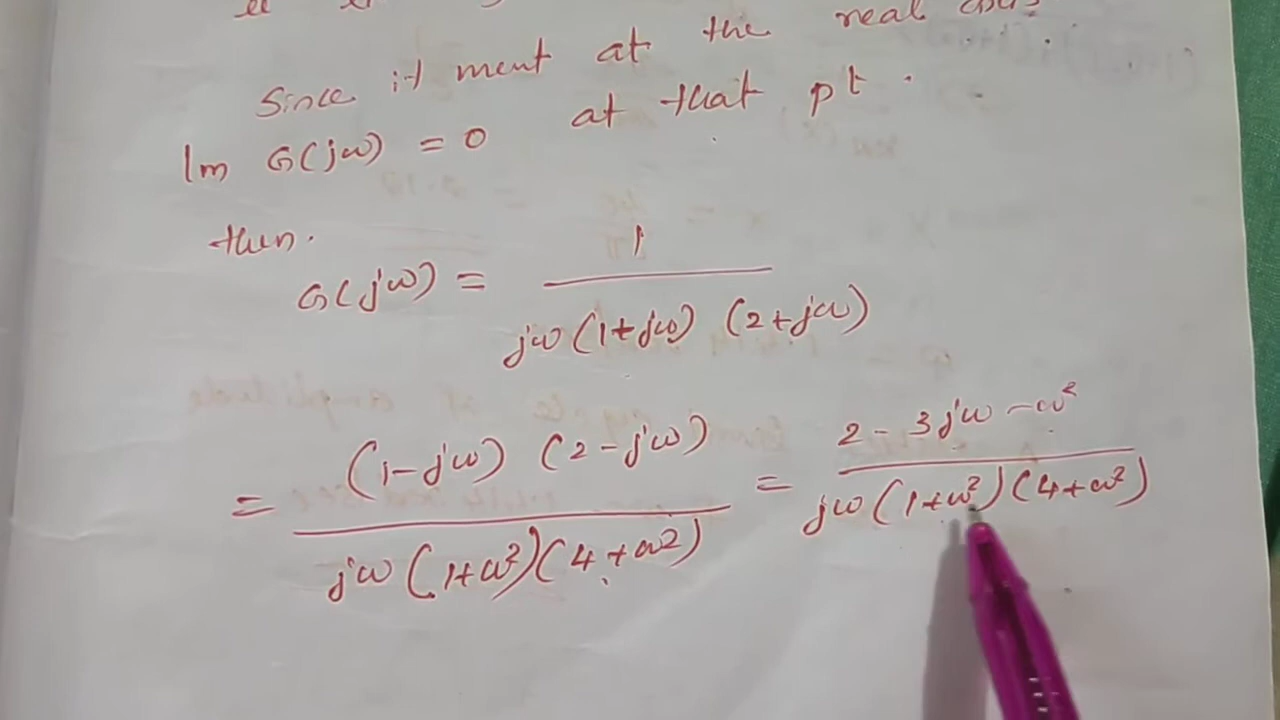 Since it ment at the real axis
Im G(jω) = 0 at that pt.
then.
G(jω) = 1 / jω(1+jω) (2+jω)
= (1-jω) (2-jω) / jω(1+ω²)(4+ω²) = 2 - 3jω - ω² / jω(1+ω²)(4+ω²)